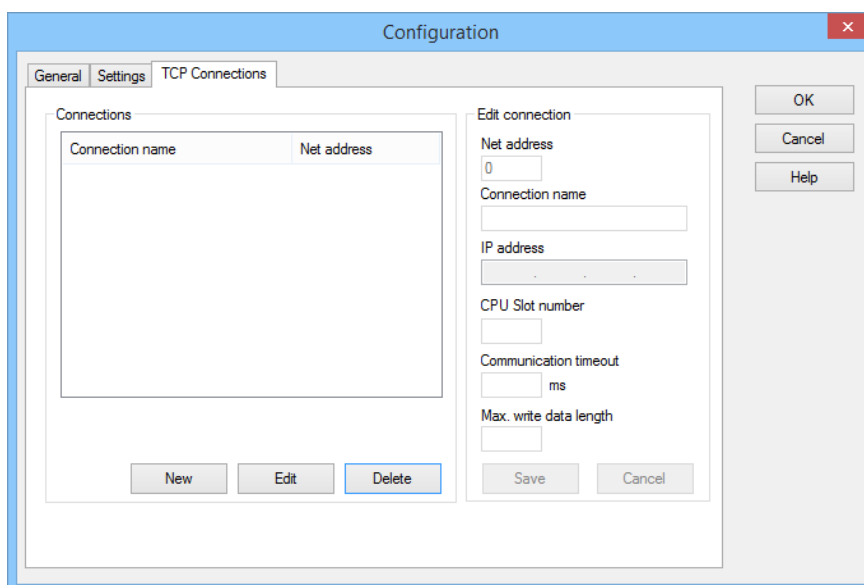 Configuration
General Settings TCP Connections
Connections
Connection name Net address
New Edit Delete
Edit connection
Net address
0
Connection name
IP address
. . .
CPU Slot number
Communication timeout
ms
Max. write data length
Save Cancel
OK
Cancel
Help